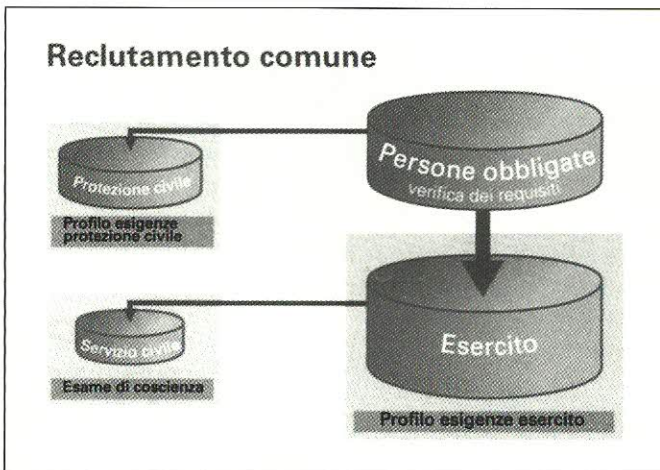 Reclutamento comune
Persone obbligate
verifica dei requisiti
Protezione civile
Profilo esigenze
protezione civile
Esercito
Servizio civile
Esame di coscienza
Profilo esigenze esercito